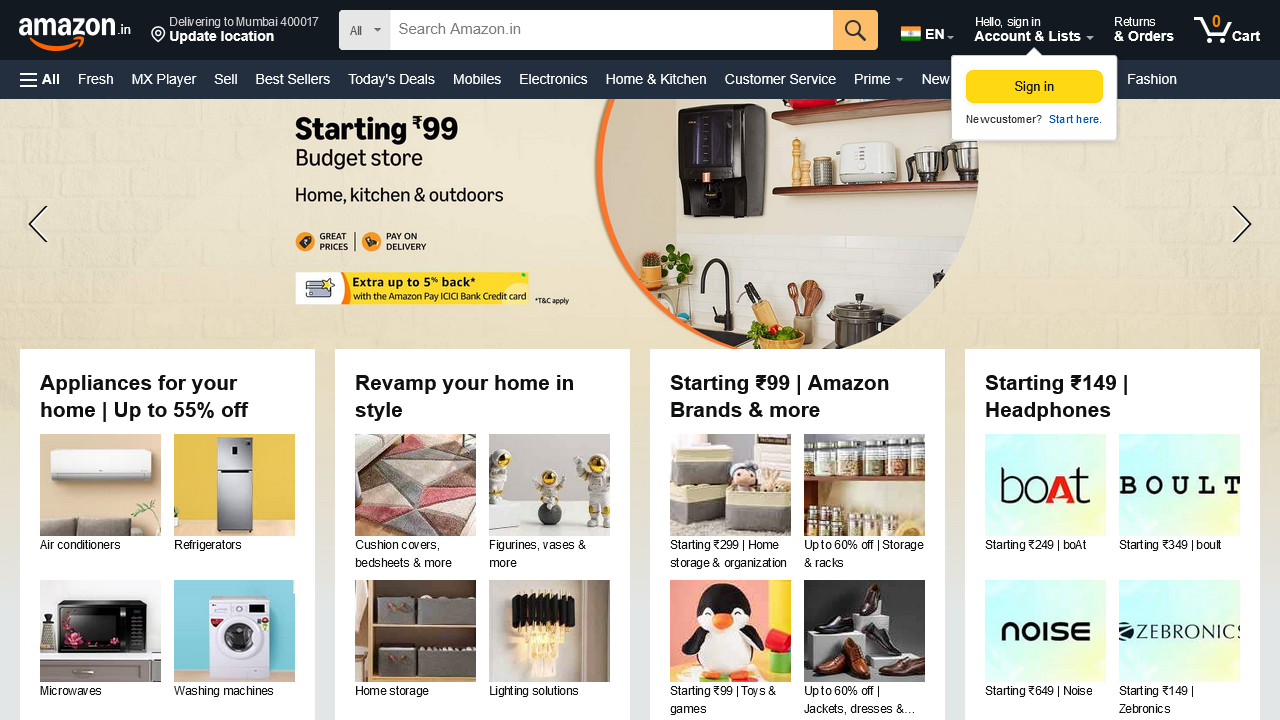 amazon.in
Delivering to Mumbai 400017
Update location
All
Search Amazon.in
EN
Hello, sign in
Account & Lists
Returns
& Orders
0
Cart
All
Fresh
MX Player
Sell
Best Sellers
Today's Deals
Mobiles
Electronics
Home & Kitchen
Customer Service
Prime
New
Fashion
Sign in
New customer? Start here.
Starting ₹99
Budget store
Home, kitchen & outdoors
GREAT
PRICES
PAY ON
DELIVERY
Extra up to 5% back*
with the Amazon Pay ICICI Bank Credit card
*T&C apply
Appliances for your
home | Up to 55% off
Air conditioners
Refrigerators
Microwaves
Washing machines
Revamp your home in
style
Cushion covers,
bedsheets & more
Figurines, vases &
more
Home storage
Lighting solutions
Starting ₹99 | Amazon
Brands & more
Starting ₹299 | Home
storage & organization
Up to 60% off | Storage
& racks
Starting ₹99 | Toys &
games
Up to 60% off |
Jackets, dresses &...
Starting ₹149 |
Headphones
boAt
BOULT
Starting ₹249 | boAt
Starting ₹349 | boult
noise
ZEBRONICS
Starting ₹649 | Noise
Starting ₹149 |
Zebronics